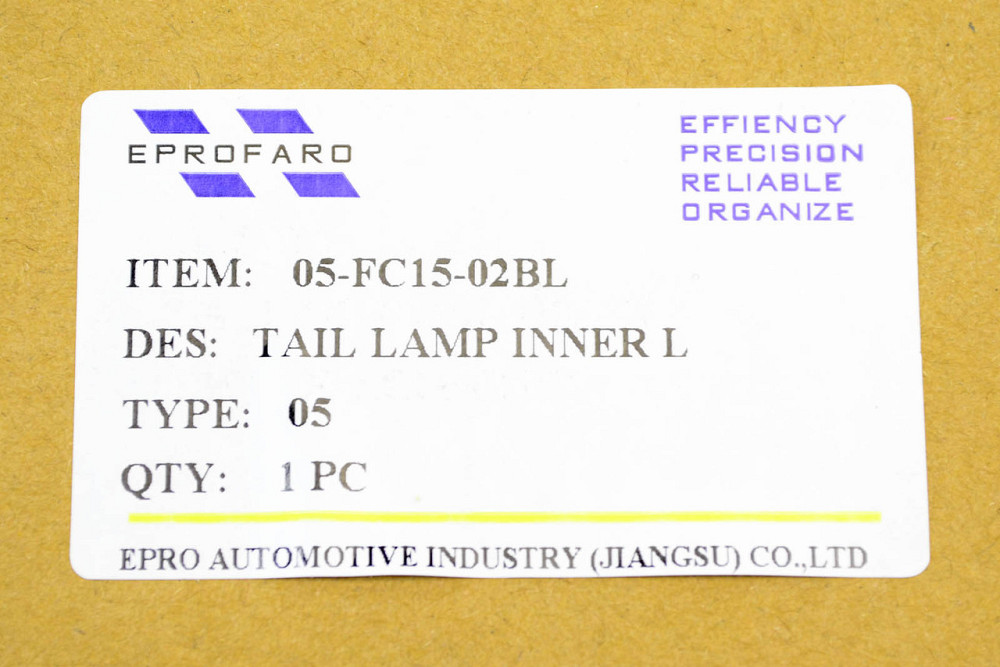 EPROFARO
EFFIENCY
PRECISION
RELIABLE
ORGANIZE
ITEM: 05-FC15-02BL
DES: TAIL LAMP INNER L
TYPE: 05
QTY: 1 PC
EPRO AUTOMOTIVE INDUSTRY (JIANGSU) CO.,LTD